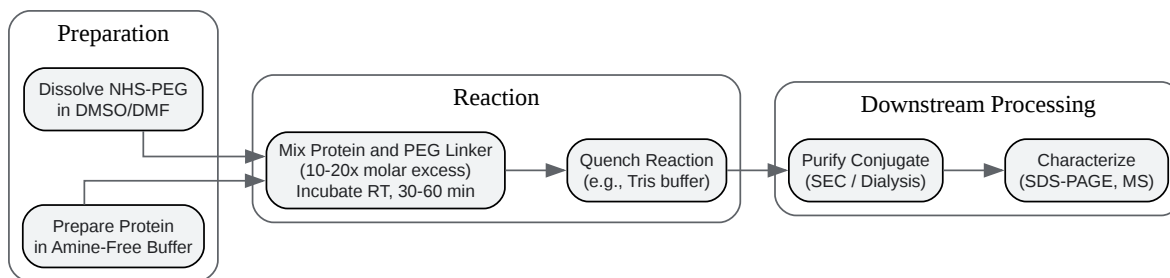 Preparation
Dissolve NHS-PEG
in DMSO/DMF
Prepare Protein
in Amine-Free Buffer
Reaction
Mix Protein and PEG Linker
(10-20x molar excess)
Incubate RT, 30-60 min
Quench Reaction
(e.g., Tris buffer)
Downstream Processing
Purify Conjugate
(SEC / Dialysis)
Characterize
(SDS-PAGE, MS)